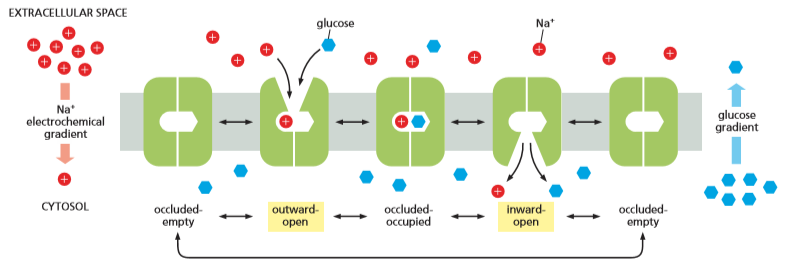 EXTRACELLULAR SPACE
glucose
Na+
Na+
electrochemical
gradient
glucose
gradient
CYTOSOL
occluded-
empty
outward-
open
occluded-
occupied
inward-
open
occluded-
empty